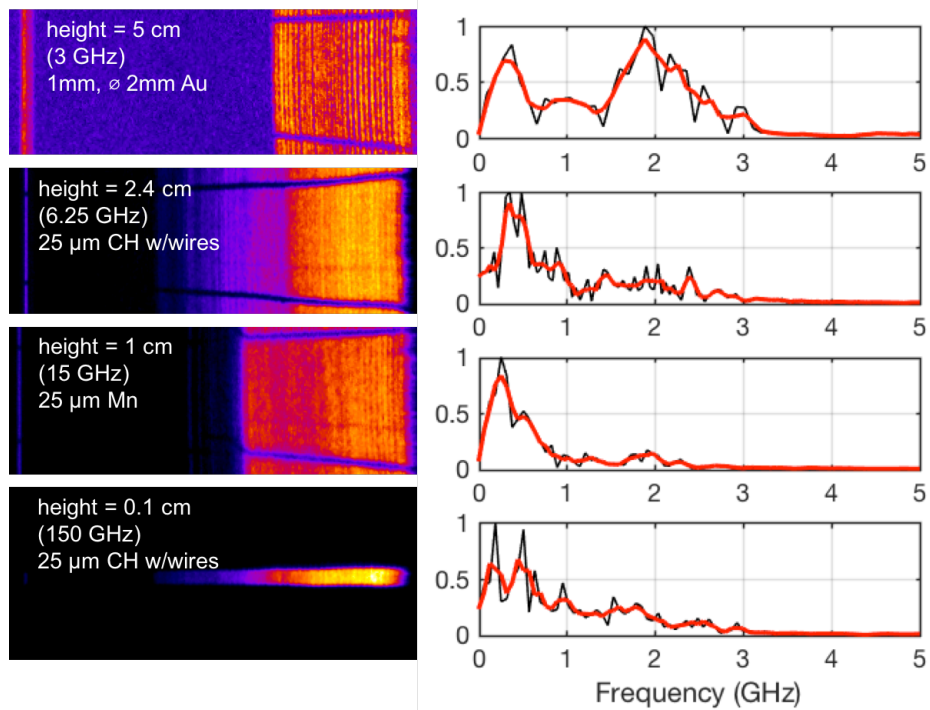 height = 5 cm
(3 GHz)
1mm, ⌀ 2mm Au
1
0.5
0
0 1 2 3 4 5
height = 2.4 cm
(6.25 GHz)
25 µm CH w/wires
1
0.5
0
0 1 2 3 4 5
height = 1 cm
(15 GHz)
25 µm Mn
1
0.5
0
0 1 2 3 4 5
height = 0.1 cm
(150 GHz)
25 µm CH w/wires
1
0.5
0
0 1 2 3 4 5
Frequency (GHz)